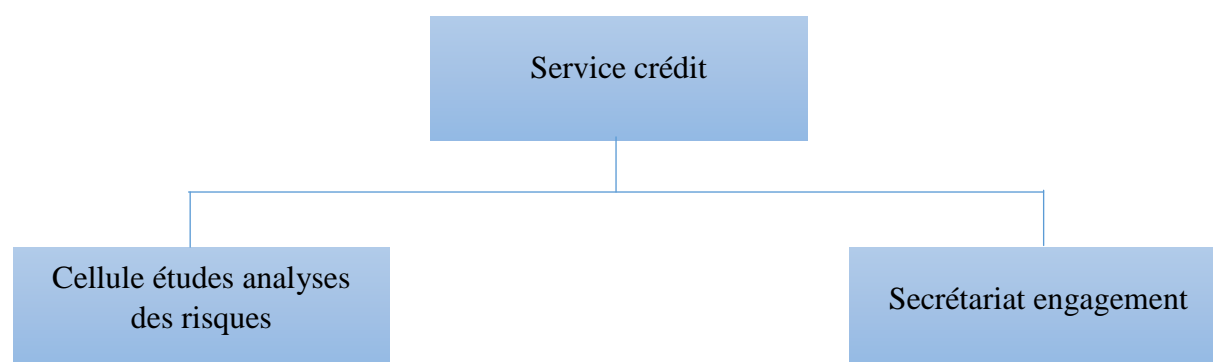 Service crédit
Cellule études analyses
des risques
Secrétariat engagement